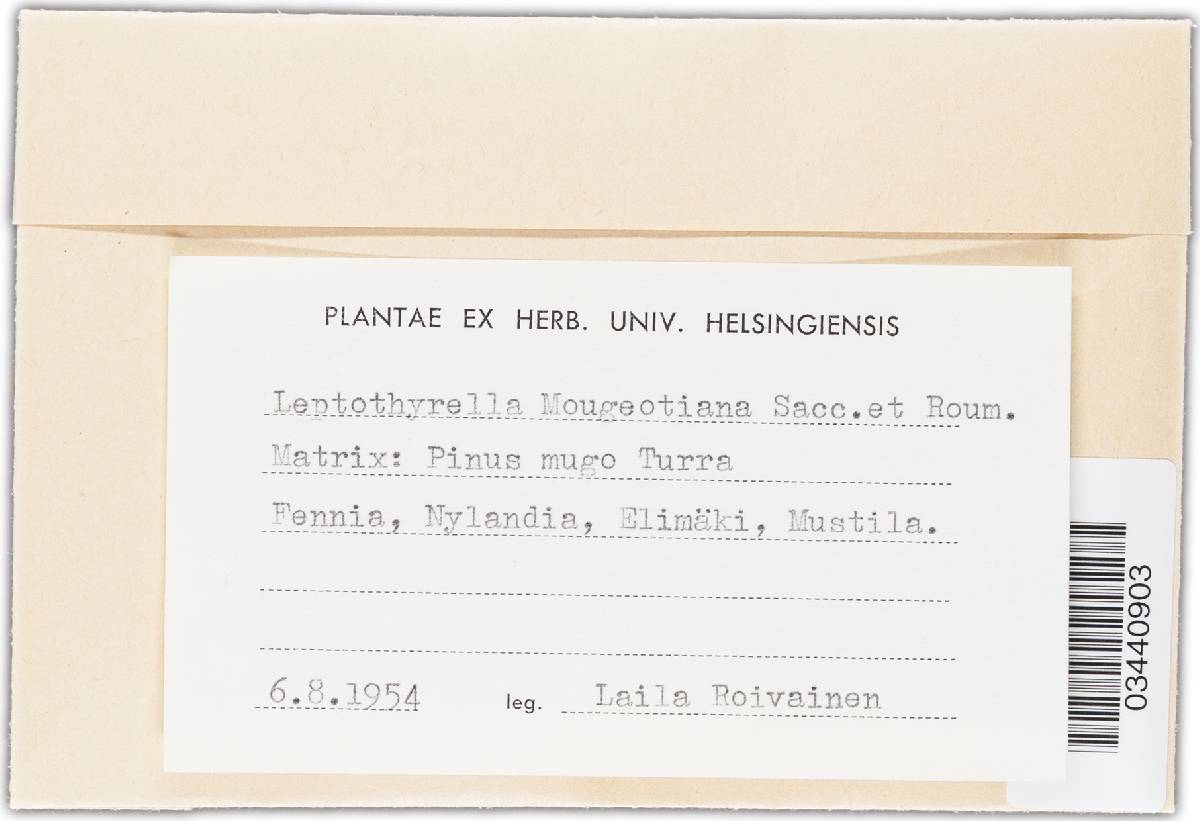 PLANTAE EX HERB. UNIV. HELSINGIENSIS
Leptothyrella Mougeotiana Sacc.et Roum.
Matrix: Pinus mugo Turra
Fennia, Nylandia, Elimäki, Mustila.
6.8.1954 leg. Laila Roivainen
03440903